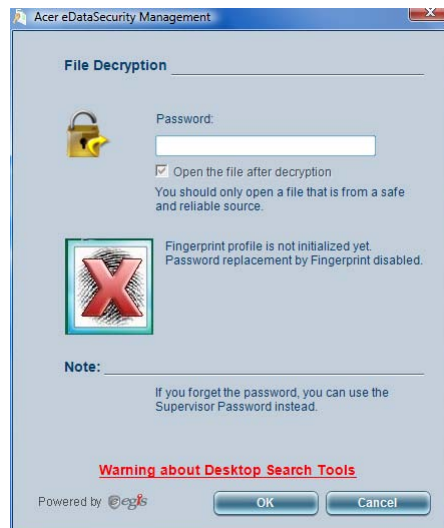 Acer eDataSecurity Management
File Decryption
Password:
Open the file after decryption
You should only open a file that is from a safe
and reliable source.
Fingerprint profile is not initialized yet.
Password replacement by Fingerprint disabled.
Note:
If you forget the password, you can use the
Supervisor Password instead.
Warning about Desktop Search Tools
Powered by egis
OK
Cancel